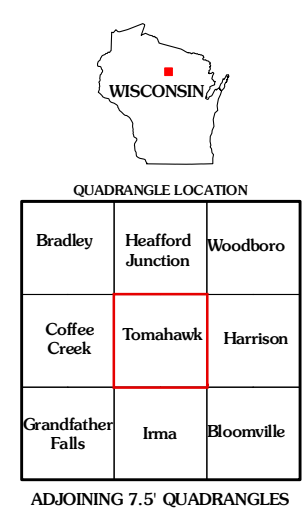 WISCONSIN
QUADRANGLE LOCATION
Bradley
Heafford
Junction
Woodboro
Coffee
Creek
Tomahawk
Harrison
Grandfather
Falls
Irma
Bloomville
ADJOINING 7.5' QUADRANGLES